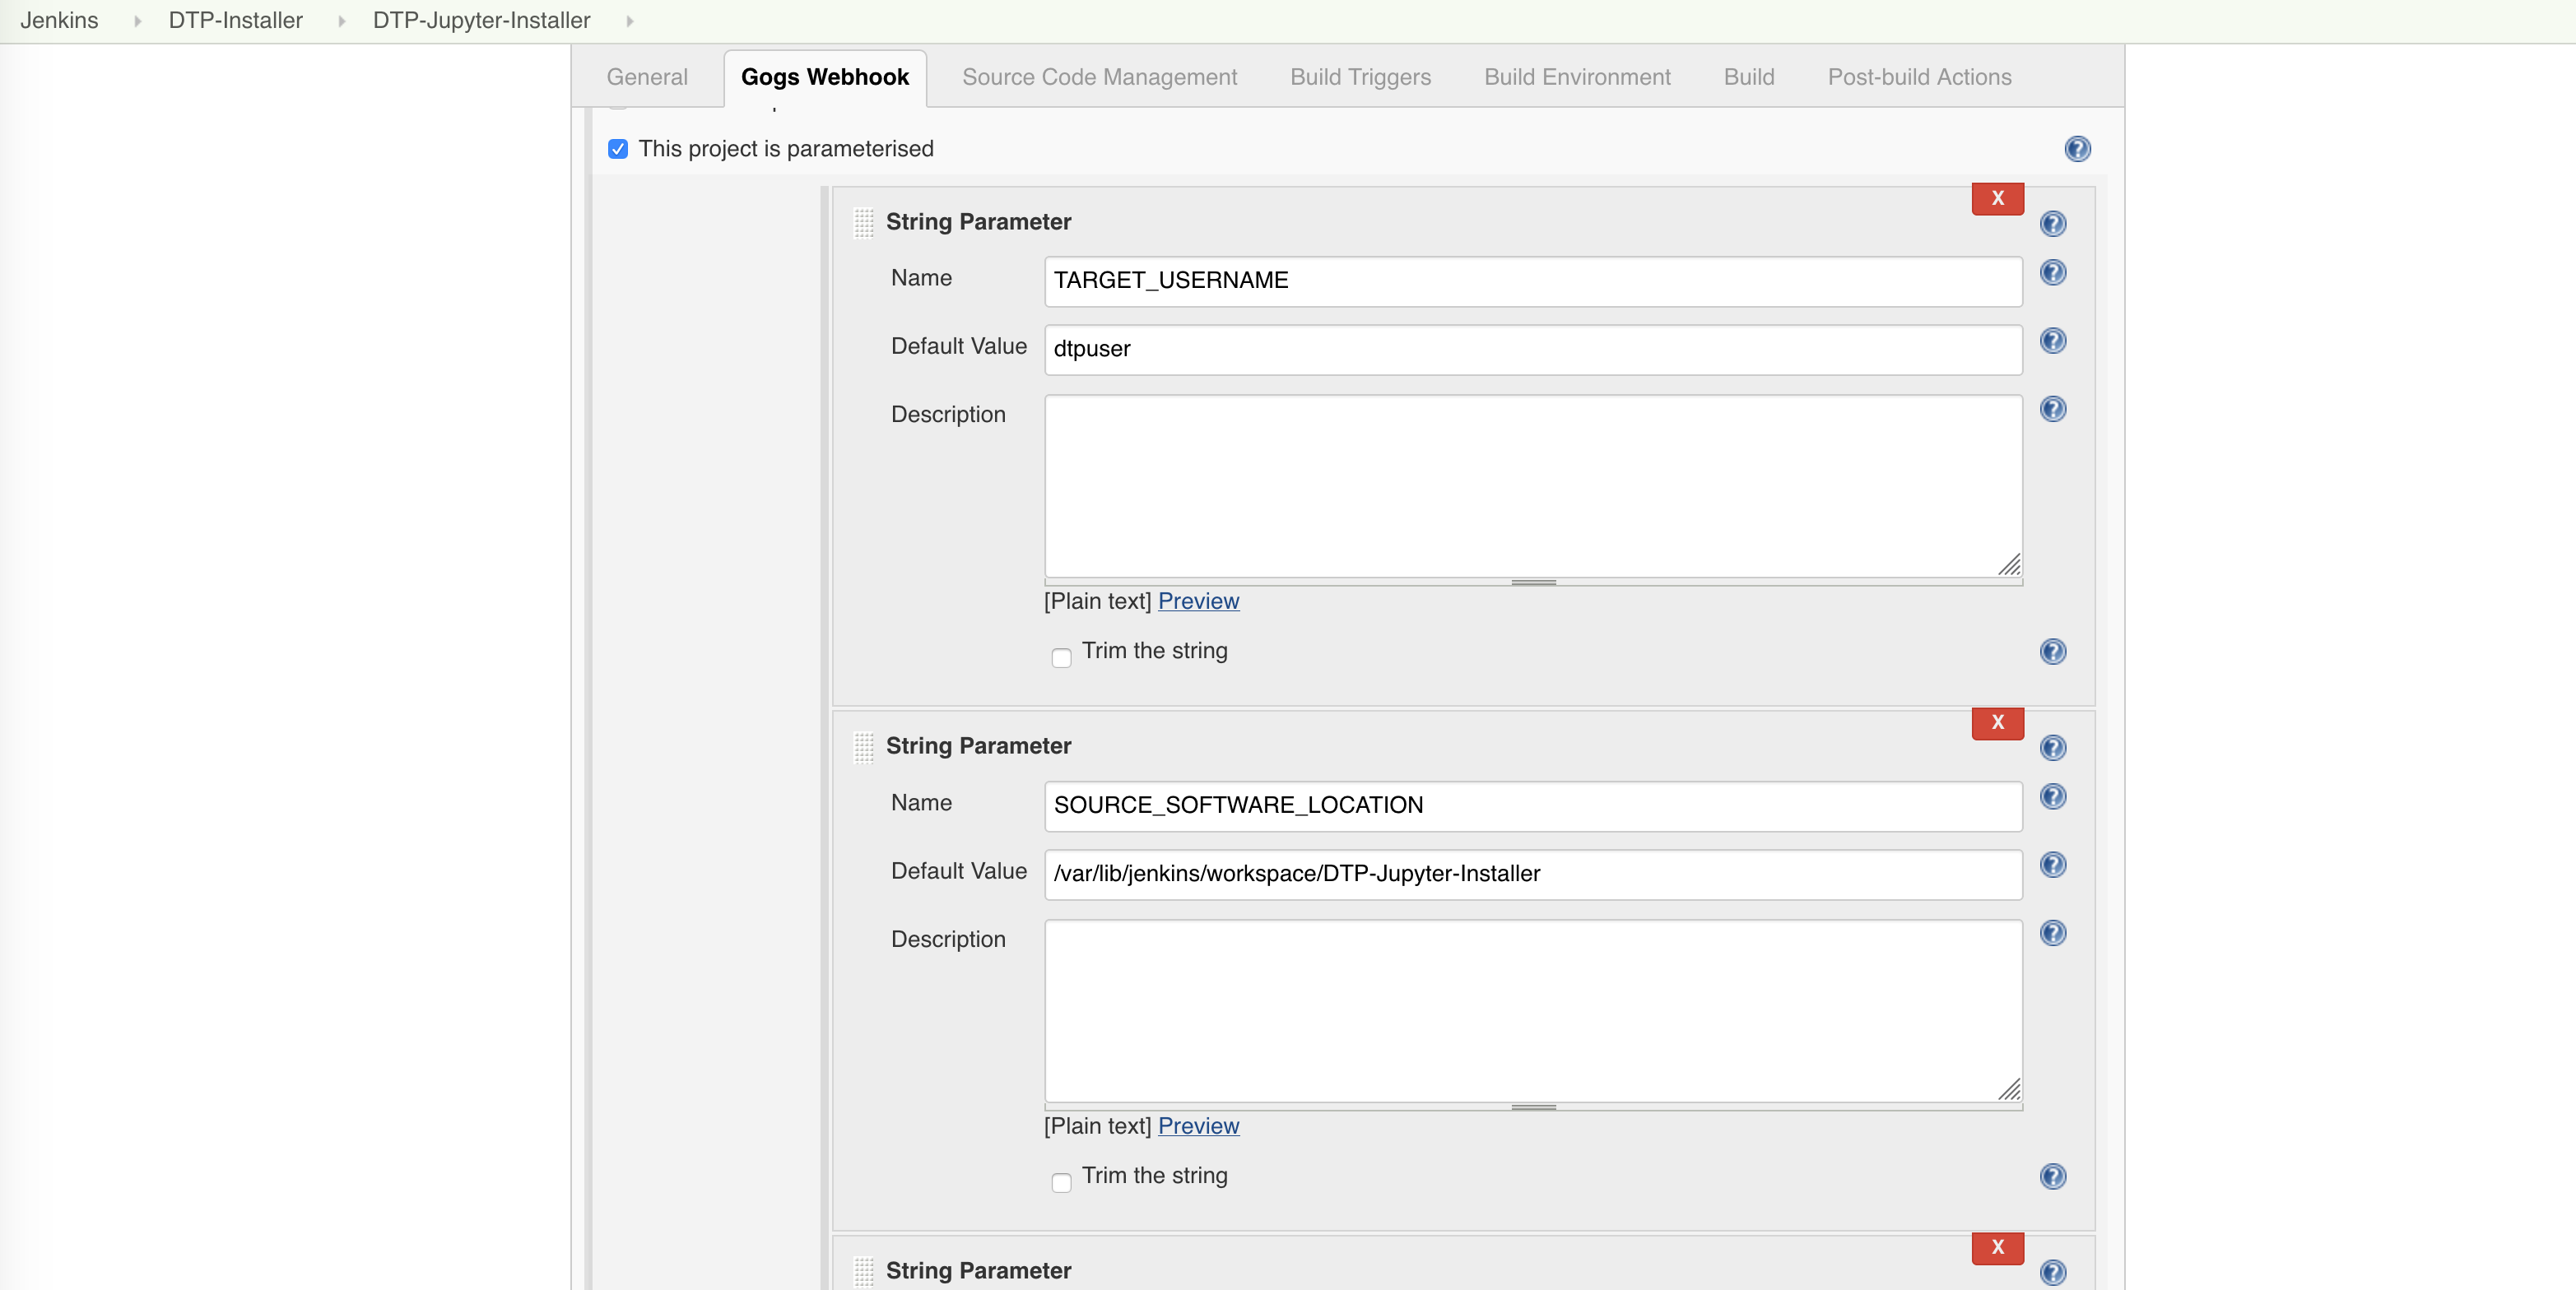 Jenkins DTP-Installer DTP-Jupyter-Installer
General Gogs Webhook Source Code Management Build Triggers Build Environment Build Post-build Actions
This project is parameterised
X
String Parameter
Name TARGET_USERNAME
Default Value dtpuser
Description
[Plain text] Preview
Trim the string
X
String Parameter
Name SOURCE_SOFTWARE_LOCATION
Default Value /var/lib/jenkins/workspace/DTP-Jupyter-Installer
Description
[Plain text] Preview
Trim the string
X
String Parameter